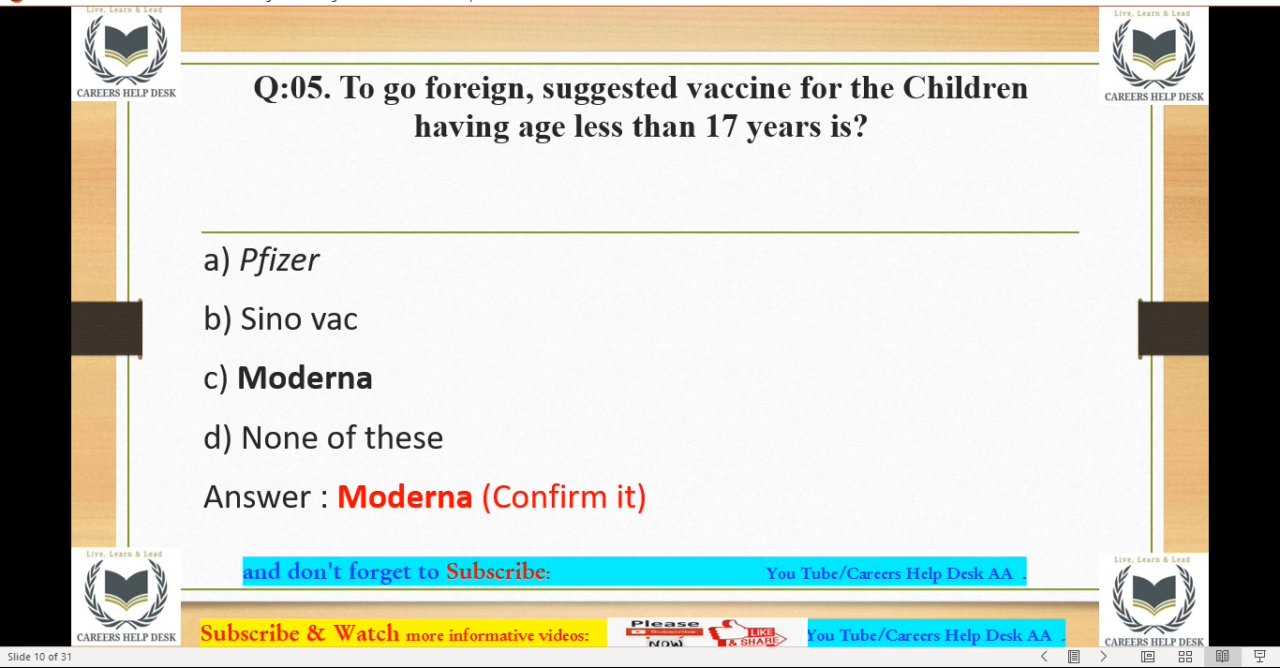 Live, Learn & Lead
CAREERS HELP DESK
Live, Learn & Lead
CAREERS HELP DESK
Q:05. To go foreign, suggested vaccine for the Children
having age less than 17 years is?
a) Pfizer
b) Sino vac
c) Moderna
d) None of these
Answer : Moderna (Confirm it)
Live, Learn & Lead
CAREERS HELP DESK
Live, Learn & Lead
CAREERS HELP DESK
and don't forget to Subscribe: You Tube/Careers Help Desk AA .
Subscribe & Watch more informative videos:
Please
Subscribe
NOW
LIKE
& SHARE
You Tube/Careers Help Desk AA .
Slide 10 of 31